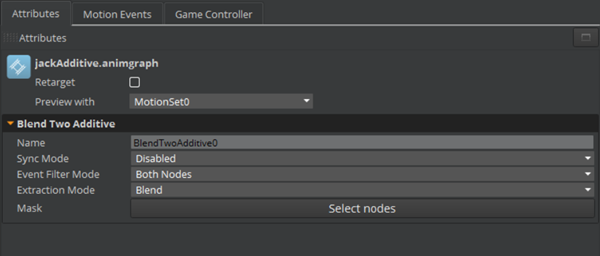 Attributes Motion Events Game Controller
Attributes
jackAdditive.animgraph
Retarget
Preview with MotionSet0
Blend Two Additive
Name BlendTwoAdditive0
Sync Mode Disabled
Event Filter Mode Both Nodes
Extraction Mode Blend
Mask Select nodes